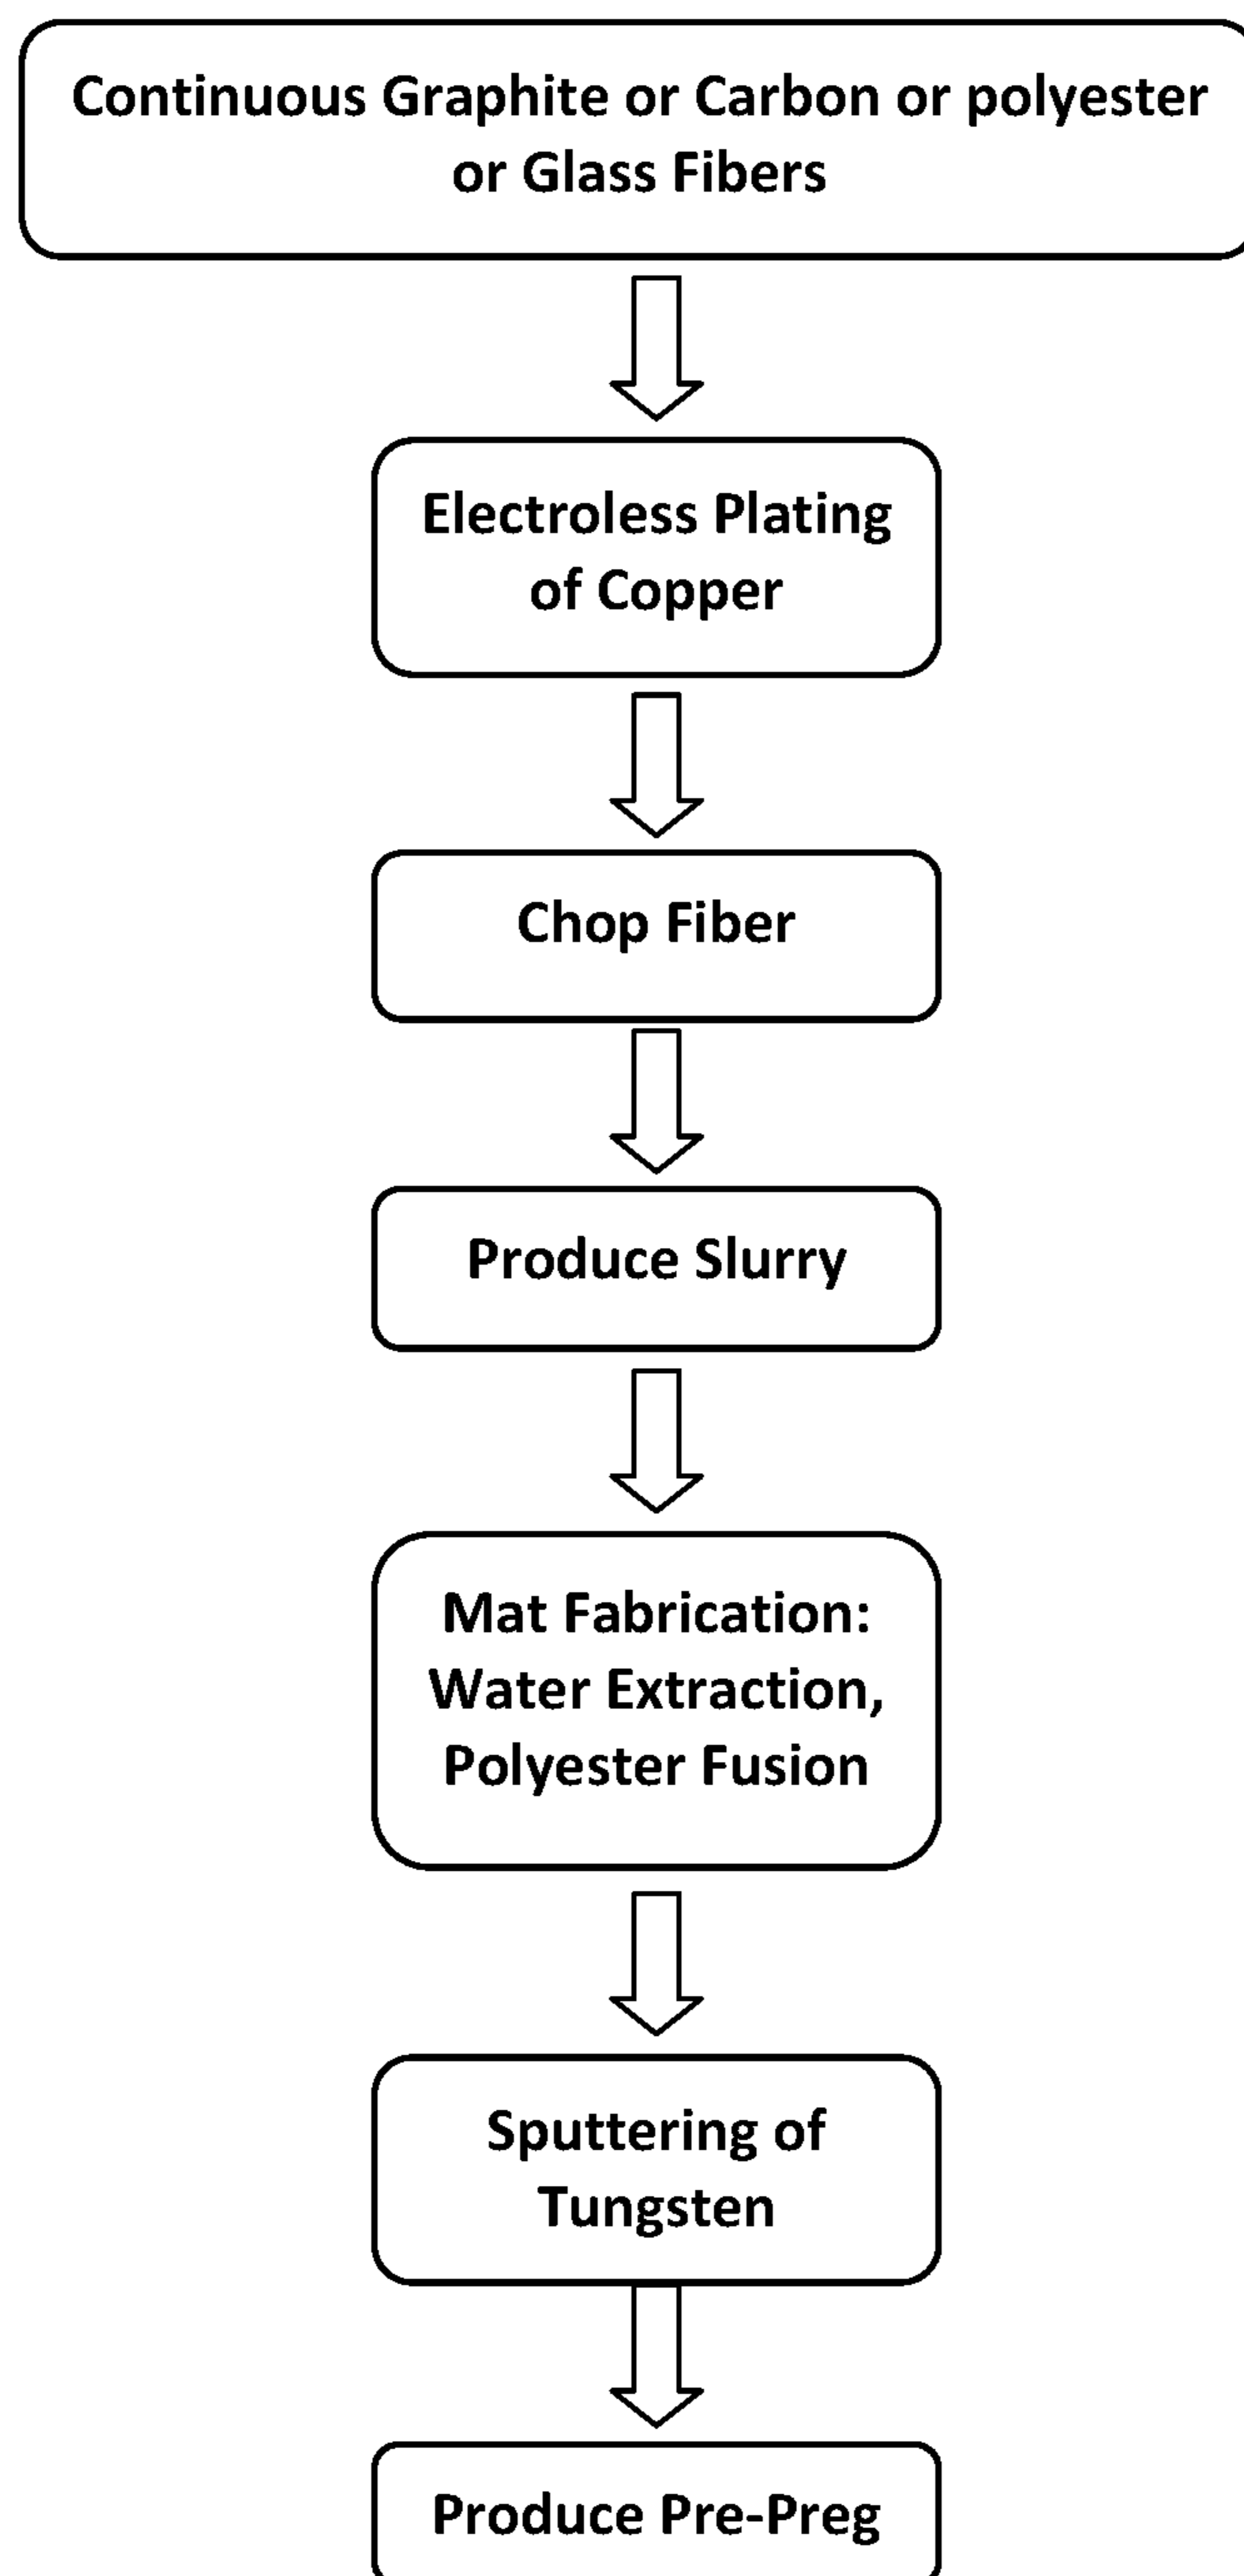 Continuous Graphite or Carbon or polyester
or Glass Fibers
Electroless Plating
of Copper
Chop Fiber
Produce Slurry
Mat Fabrication:
Water Extraction,
Polyester Fusion
Sputtering of
Tungsten
Produce Pre-Preg